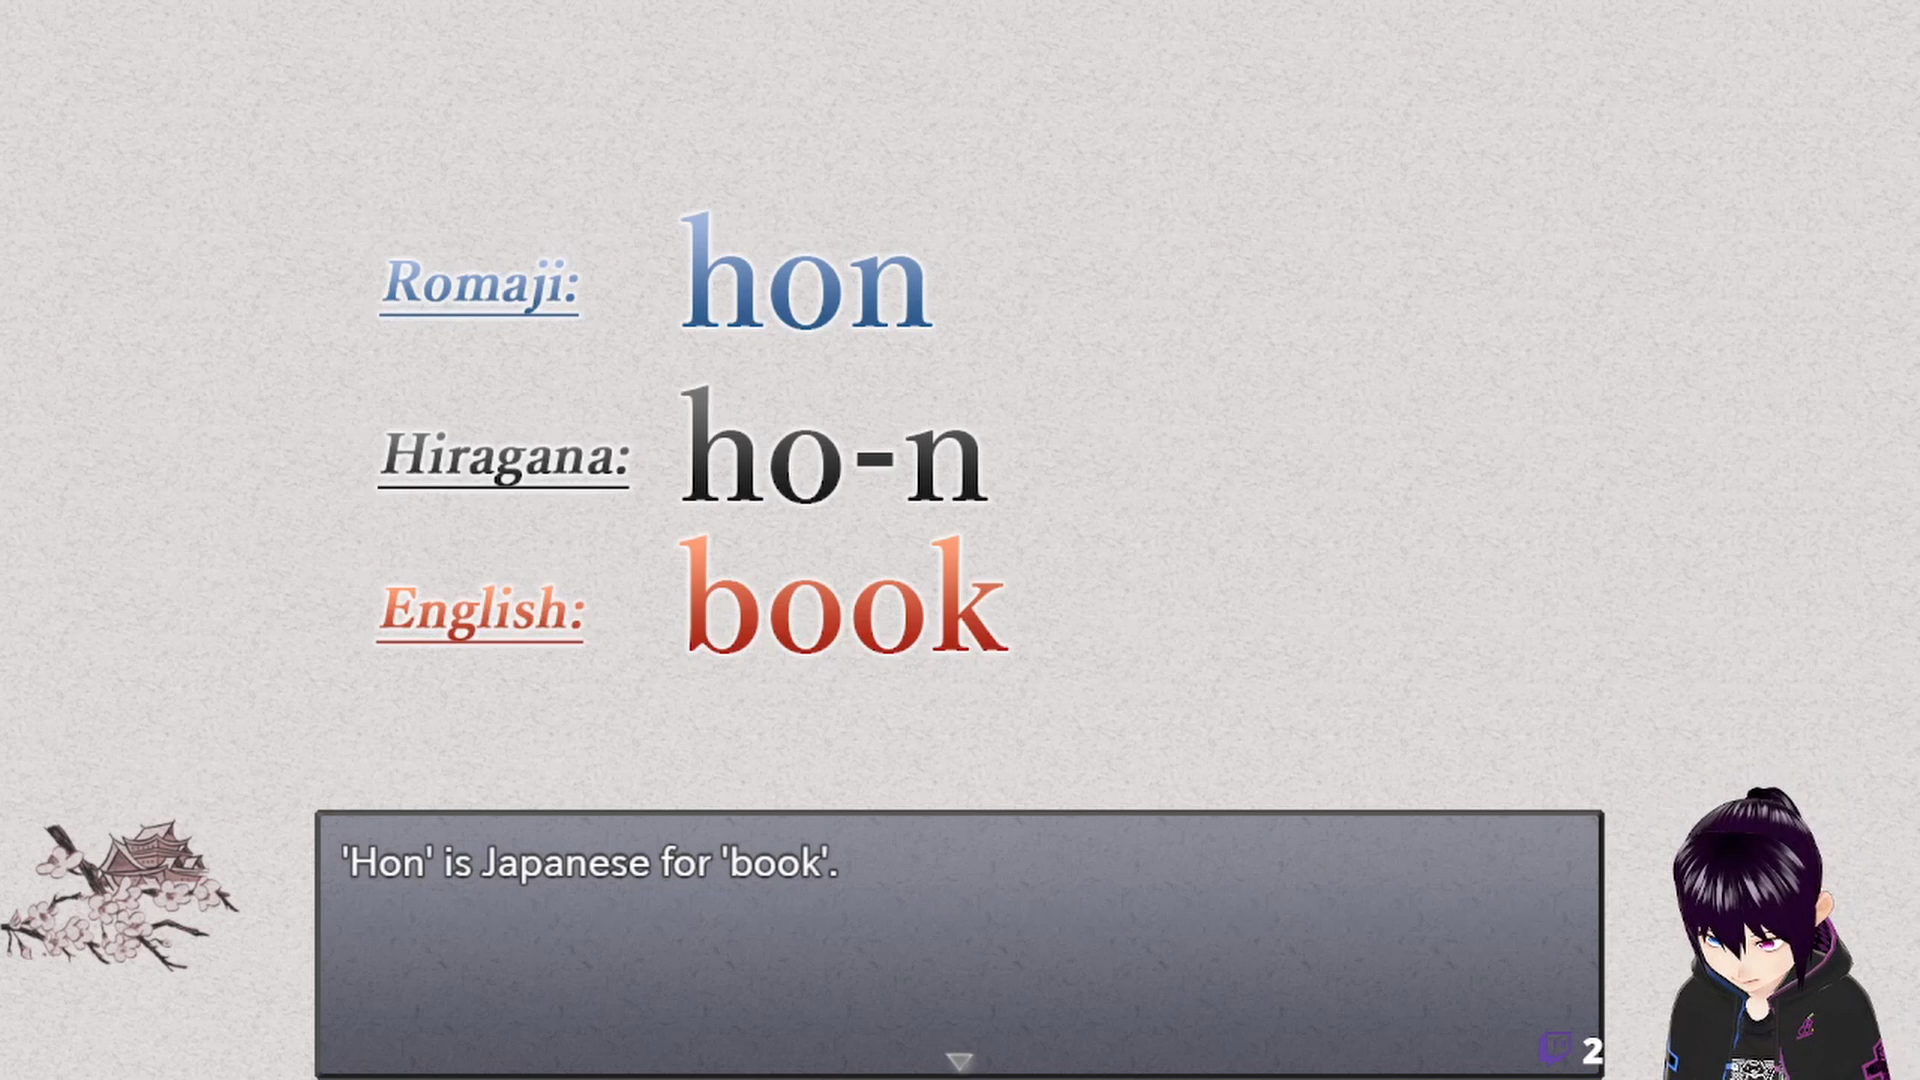 Romaji: hon
Hiragana: ho-n
English: book
'Hon' is Japanese for 'book'.
2